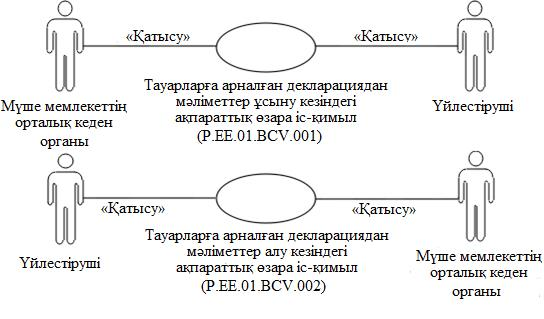 «Қатысу» «Қатысу»
Тауарларға арналған декларациядан
мәліметтер ұсыну кезіндегі
ақпараттық өзара іс-қимыл
(P.EE.01.BCV.001)
Мүше мемлекеттің
орталық кеден
органы
Үйлестіруші
«Қатысу» «Қатысу»
Тауарларға арналған декларациядан
мәліметтер алу кезіндегі
ақпараттық өзара іс-қимыл
(P.EE.01.BCV.002)
Үйлестіруші
Мүше мемлекеттің
орталық кеден
органы